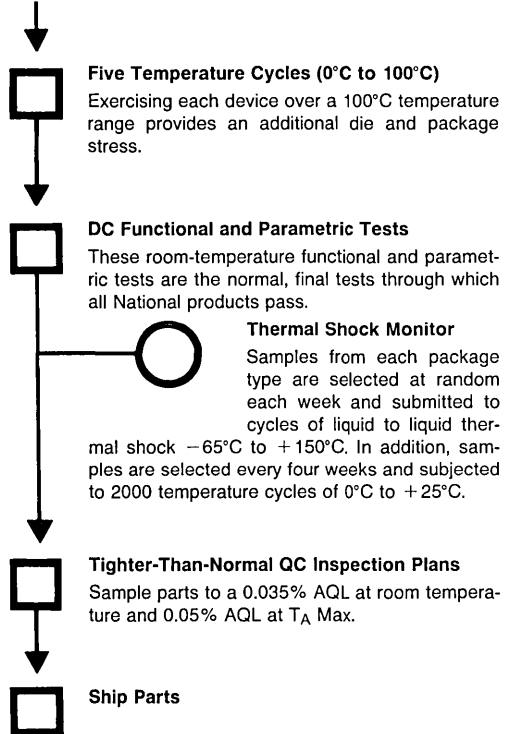 Five Temperature Cycles (0°C to 100°C)
Exercising each device over a 100°C temperature
range provides an additional die and package
stress.
DC Functional and Parametric Tests
These room-temperature functional and paramet-
ric tests are the normal, final tests through which
all National products pass.
Thermal Shock Monitor
Samples from each package
type are selected at random
each week and submitted to
cycles of liquid to liquid ther-
mal shock −65°C to +150°C. In addition, sam-
ples are selected every four weeks and subjected
to 2000 temperature cycles of 0°C to +25°C.
Tighter-Than-Normal QC Inspection Plans
Sample parts to a 0.035% AQL at room tempera-
ture and 0.05% AQL at TA Max.
Ship Parts